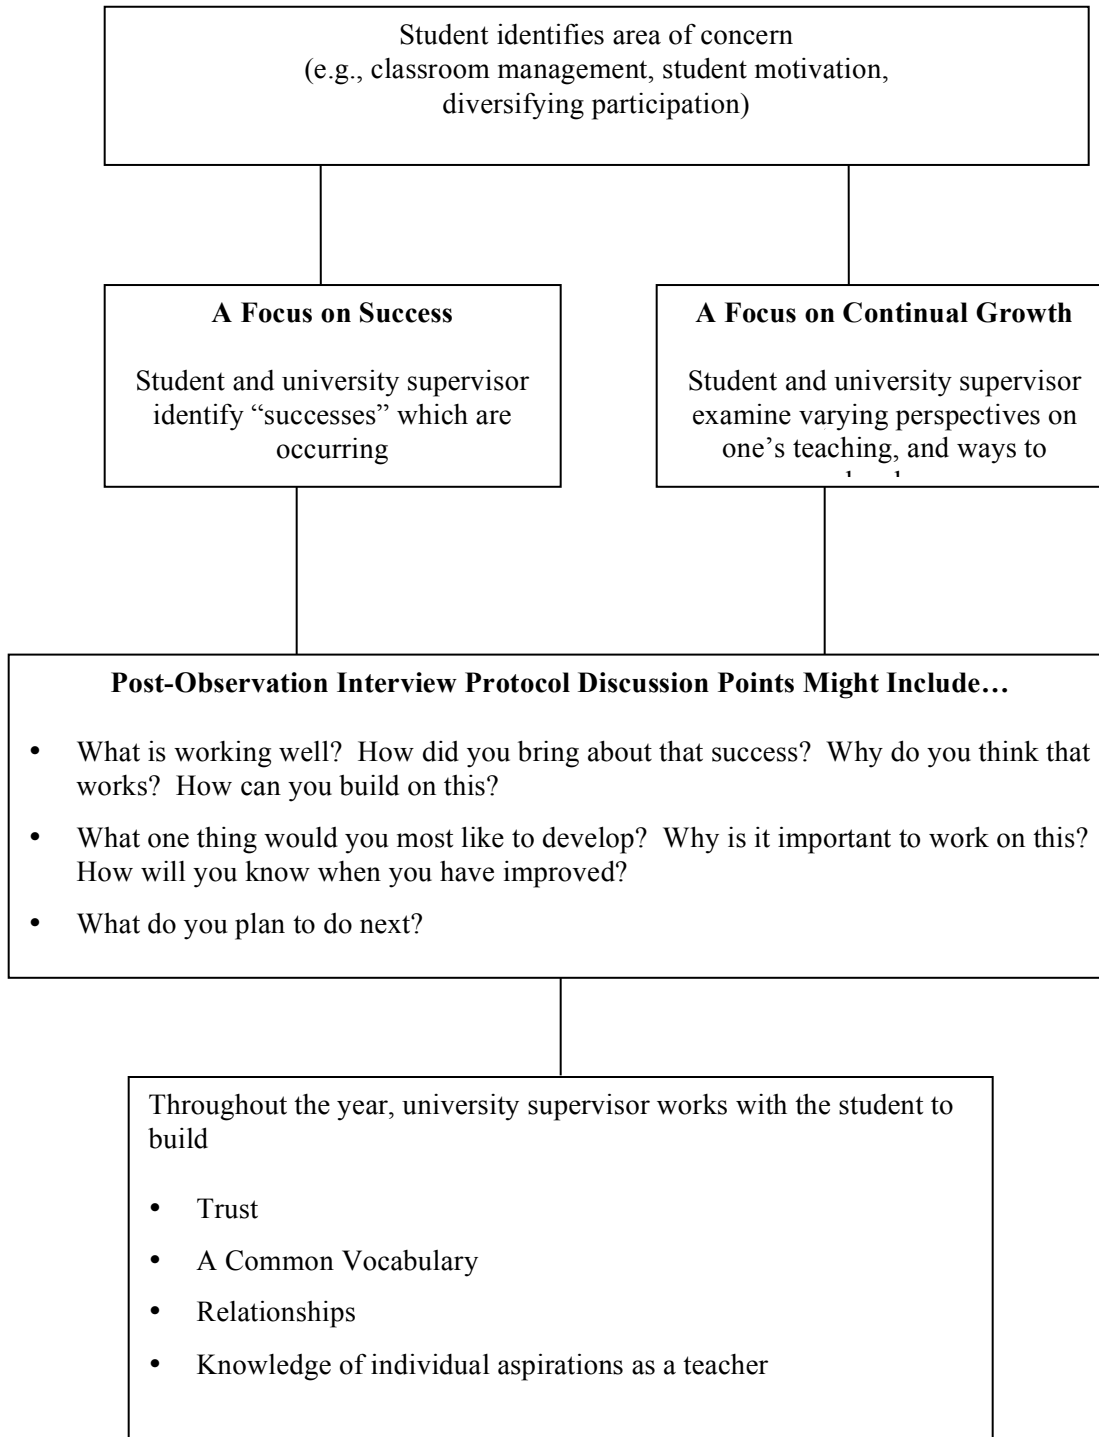 Student identifies area of concern
(e.g., classroom management, student motivation,
diversifying participation)
A Focus on Success
Student and university supervisor
identify “successes” which are
occurring
A Focus on Continual Growth
Student and university supervisor
examine varying perspectives on
one’s teaching, and ways to
Post-Observation Interview Protocol Discussion Points Might Include…
• What is working well?  How did you bring about that success?  Why do you think that
works?  How can you build on this?
• What one thing would you most like to develop?  Why is it important to work on this?
How will you know when you have improved?
• What do you plan to do next?
Throughout the year, university supervisor works with the student to
build
• Trust
• A Common Vocabulary
• Relationships
• Knowledge of individual aspirations as a teacher